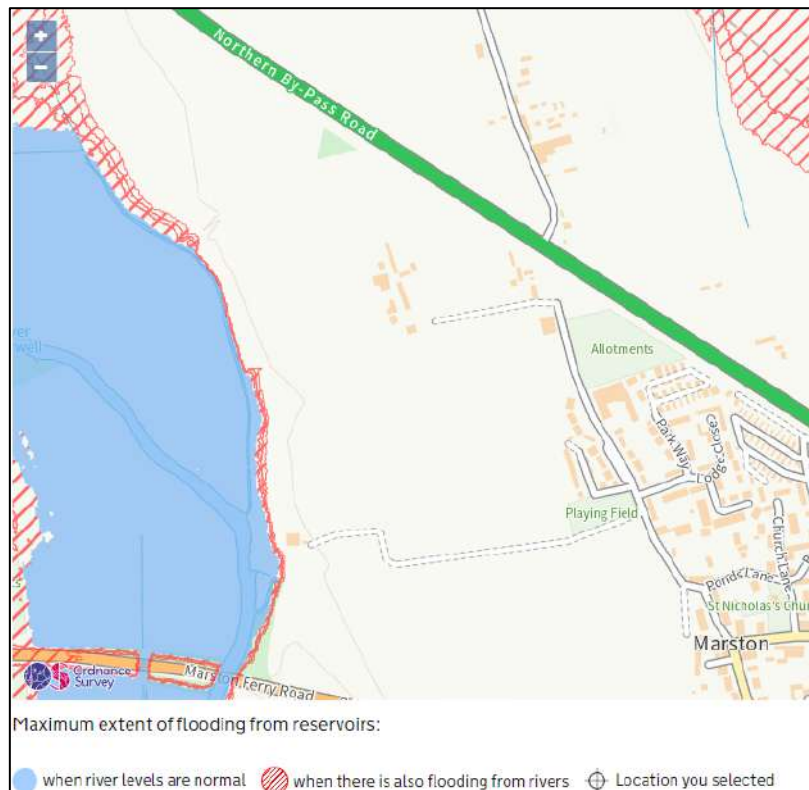 +
−
Northern By-Pass Road
Allotments
Park Way
Lodge Close
Playing Field
Church Lane
Ponds Lane
St Nicholas's Chur
Marston
Marston Ferry Road
Ordnance
Survey
Maximum extent of flooding from reservoirs:
when river levels are normal
when there is also flooding from rivers
Location you selected